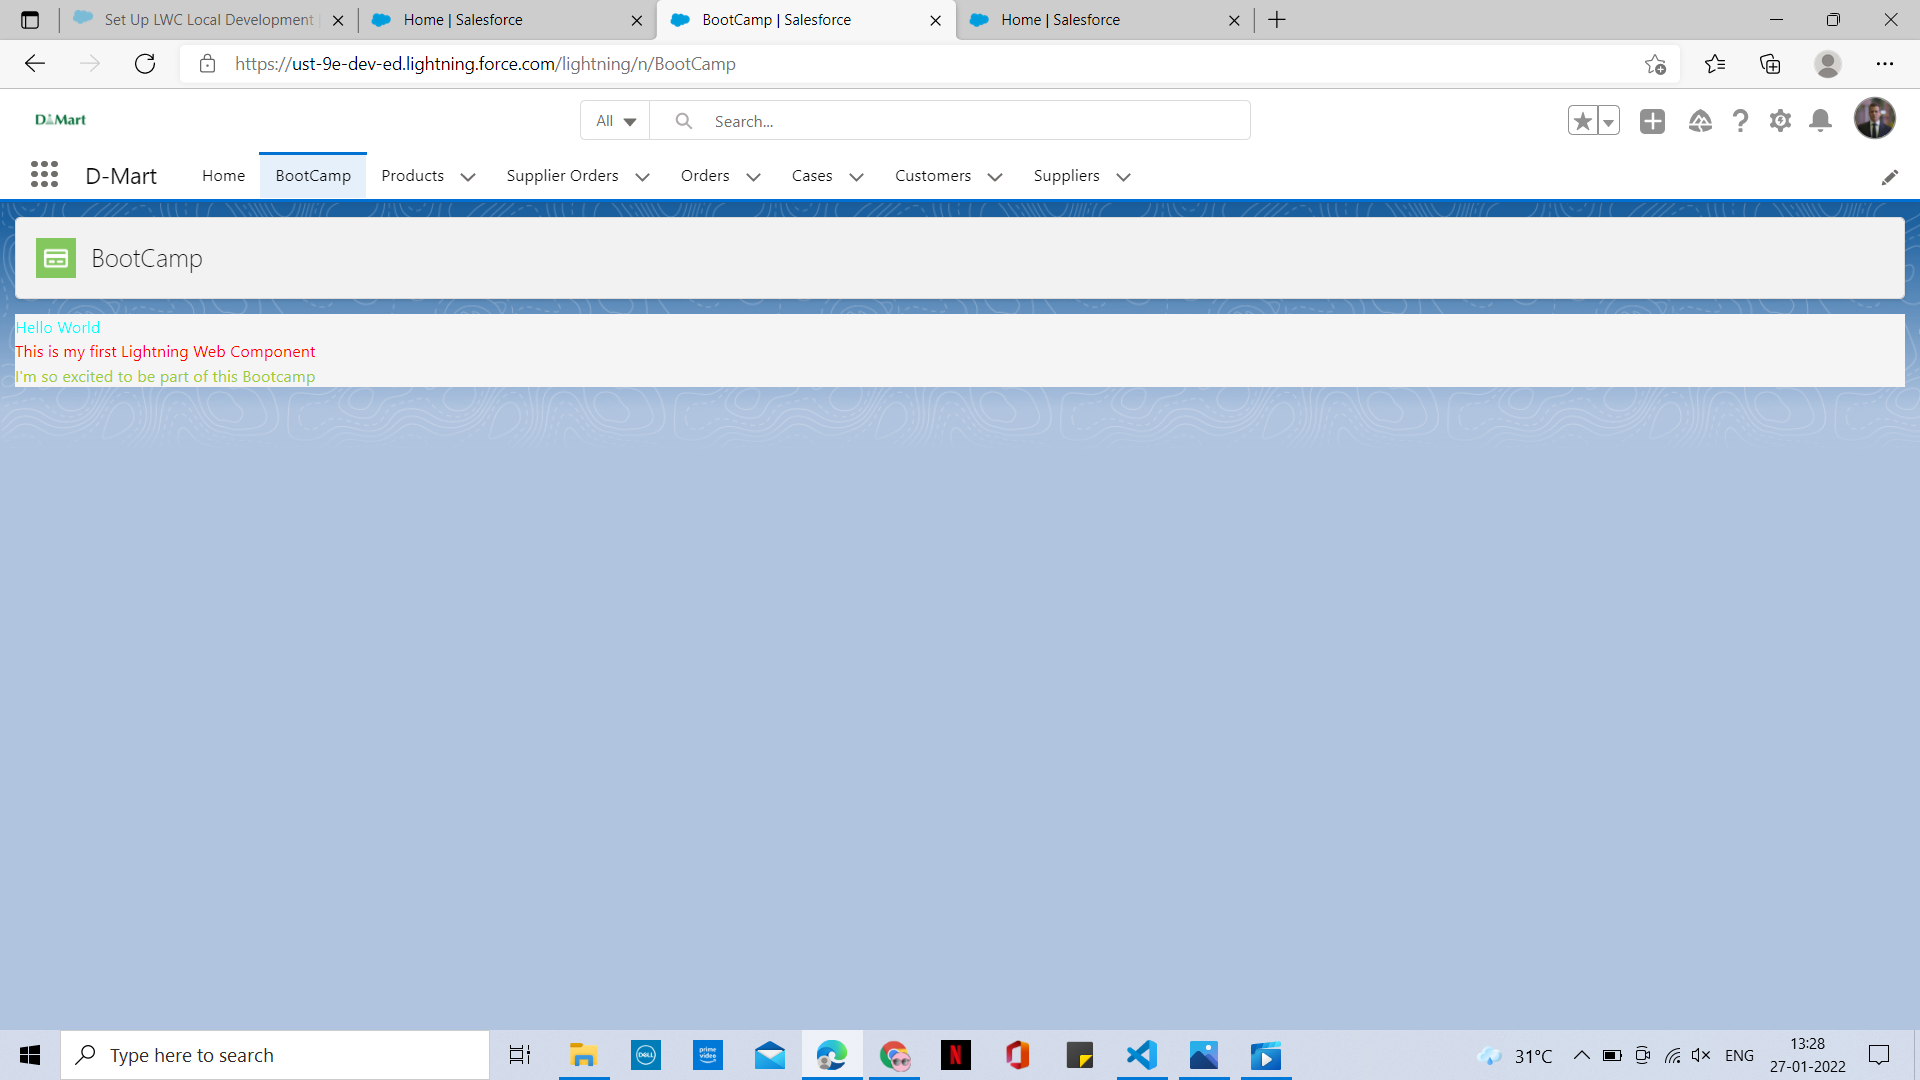 Set Up LWC Local Development
Home | Salesforce
BootCamp | Salesforce
Home | Salesforce
https://ust-9e-dev-ed.lightning.force.com/lightning/n/BootCamp
D Mart
All
Search...
D-Mart
Home
BootCamp
Products
Supplier Orders
Orders
Cases
Customers
Suppliers
BootCamp
Hello World
This is my first Lightning Web Component
I'm so excited to be part of this Bootcamp
Type here to search
DELL
prime video
N
31°C
ENG
13:28
27-01-2022